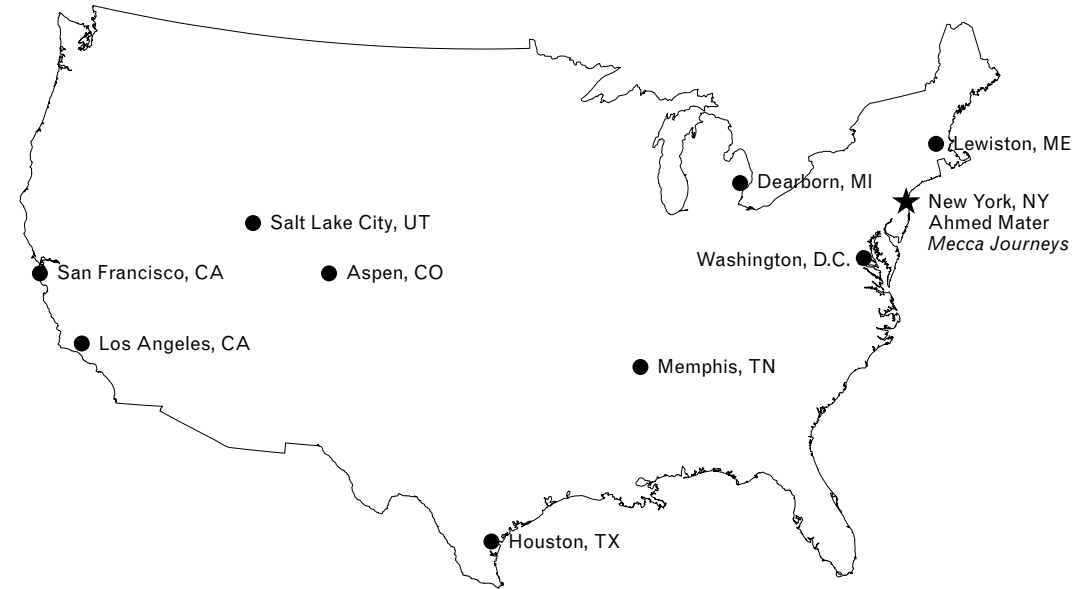 Lewiston, ME
Dearborn, MI
New York, NY
Ahmed Mater
Mecca Journeys
Salt Lake City, UT
Washington, D.C.
San Francisco, CA
Aspen, CO
Los Angeles, CA
Memphis, TN
Houston, TX